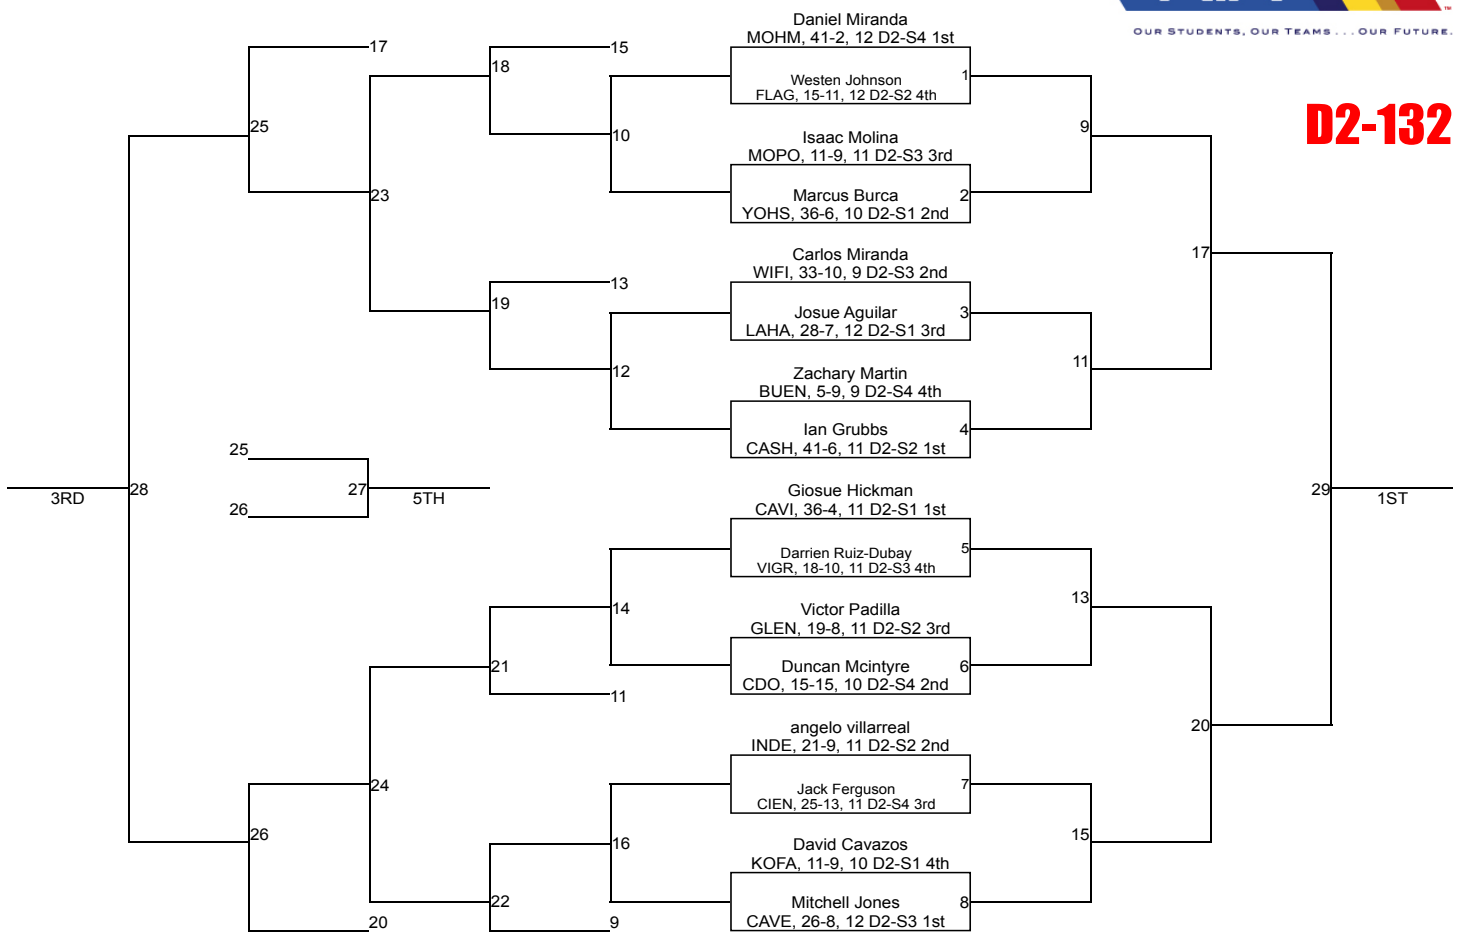 OUR STUDENTS, OUR TEAMS . . . OUR FUTURE.
D2-132
Daniel Miranda
MOHM, 41-2, 12 D2-S4 1st
Westen Johnson
FLAG, 15-11, 12 D2-S2 4th
1
Isaac Molina
MOPO, 11-9, 11 D2-S3 3rd
Marcus Burca
YOHS, 36-6, 10 D2-S1 2nd
2
Carlos Miranda
WIFI, 33-10, 9 D2-S3 2nd
Josue Aguilar
LAHA, 28-7, 12 D2-S1 3rd
3
Zachary Martin
BUEN, 5-9, 9 D2-S4 4th
Ian Grubbs
CASH, 41-6, 11 D2-S2 1st
4
Giosue Hickman
CAVI, 36-4, 11 D2-S1 1st
Darrien Ruiz-Dubay
VIGR, 18-10, 11 D2-S3 4th
5
Victor Padilla
GLEN, 19-8, 11 D2-S2 3rd
Duncan Mcintyre
CDO, 15-15, 10 D2-S4 2nd
6
angelo villarreal
INDE, 21-9, 11 D2-S2 2nd
Jack Ferguson
CIEN, 25-13, 11 D2-S4 3rd
7
David Cavazos
KOFA, 11-9, 10 D2-S1 4th
Mitchell Jones
CAVE, 26-8, 12 D2-S3 1st
8
9
11
13
15
17
20
29
1ST
15
10
13
12
14
11
16
9
18
19
21
22
17
23
24
20
25
26
25
26
27
5TH
28
3RD